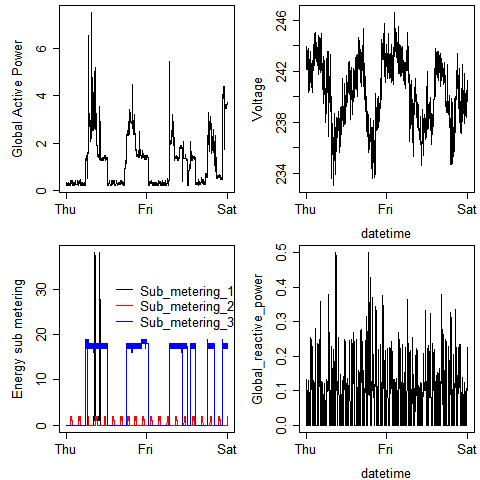 Global Active Power
0 2 4 6
Thu Fri Sat
Voltage
234 238 242 246
Thu Fri Sat
datetime
Energy sub metering
0 10 20 30
Sub_metering_1
Sub_metering_2
Sub_metering_3
Thu Fri Sat
Global_reactive_power
0.0 0.1 0.2 0.3 0.4 0.5
Thu Fri Sat
datetime